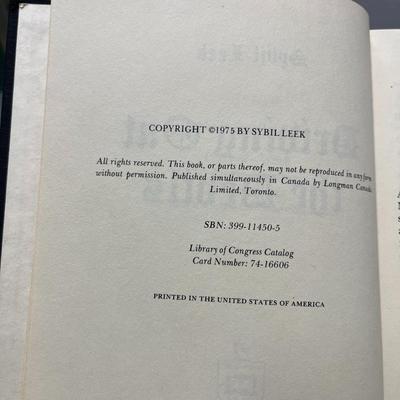 COPYRIGHT ©1975 BY SYBIL LEEK
All rights reserved. This book, or parts thereof, may not be reproduced in any form
without permission. Published simultaneously in Canada by Longman Canada
Limited, Toronto.
SBN: 399-11450-5
Library of Congress Catalog
Card Number: 74-16606
PRINTED IN THE UNITED STATES OF AMERICA